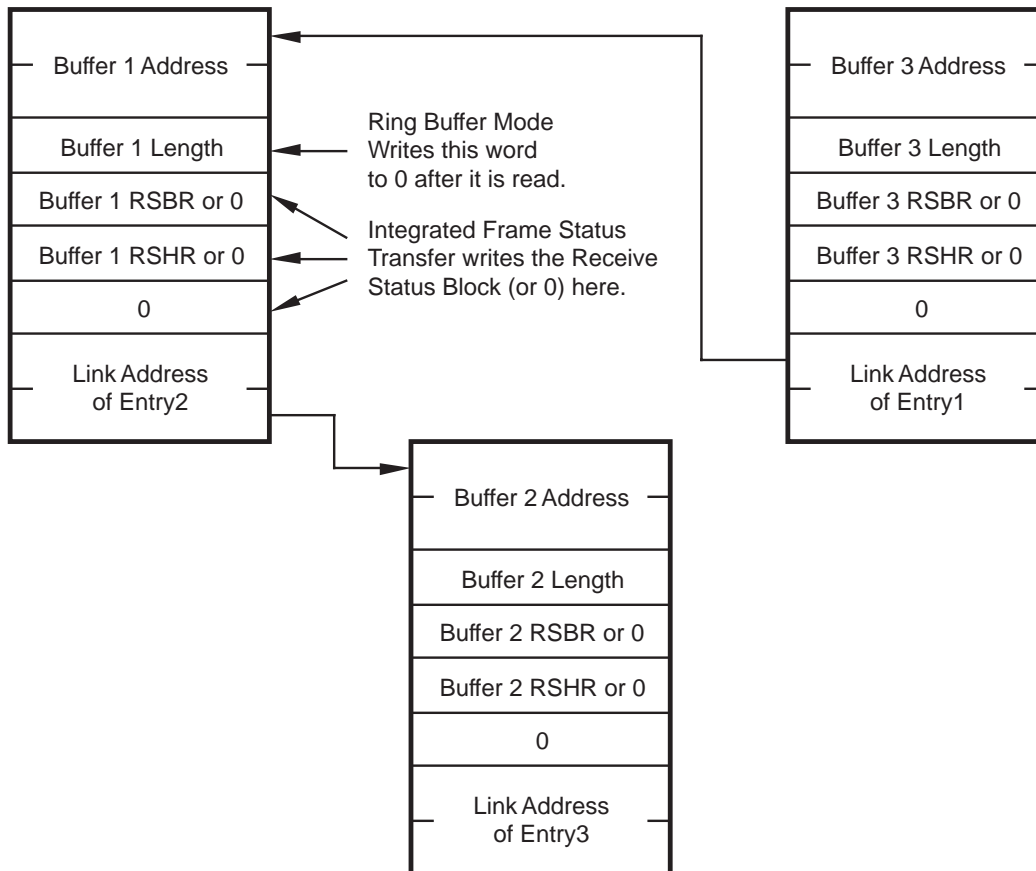 Buffer 1 Address
Buffer 1 Length
Buffer 1 RSBR or 0
Buffer 1 RSHR or 0
0
Link Address
of Entry2
Ring Buffer Mode
Writes this word
to 0 after it is read.
Integrated Frame Status
Transfer writes the Receive
Status Block (or 0) here.
Buffer 3 Address
Buffer 3 Length
Buffer 3 RSBR or 0
Buffer 3 RSHR or 0
0
Link Address
of Entry1
Buffer 2 Address
Buffer 2 Length
Buffer 2 RSBR or 0
Buffer 2 RSHR or 0
0
Link Address
of Entry3